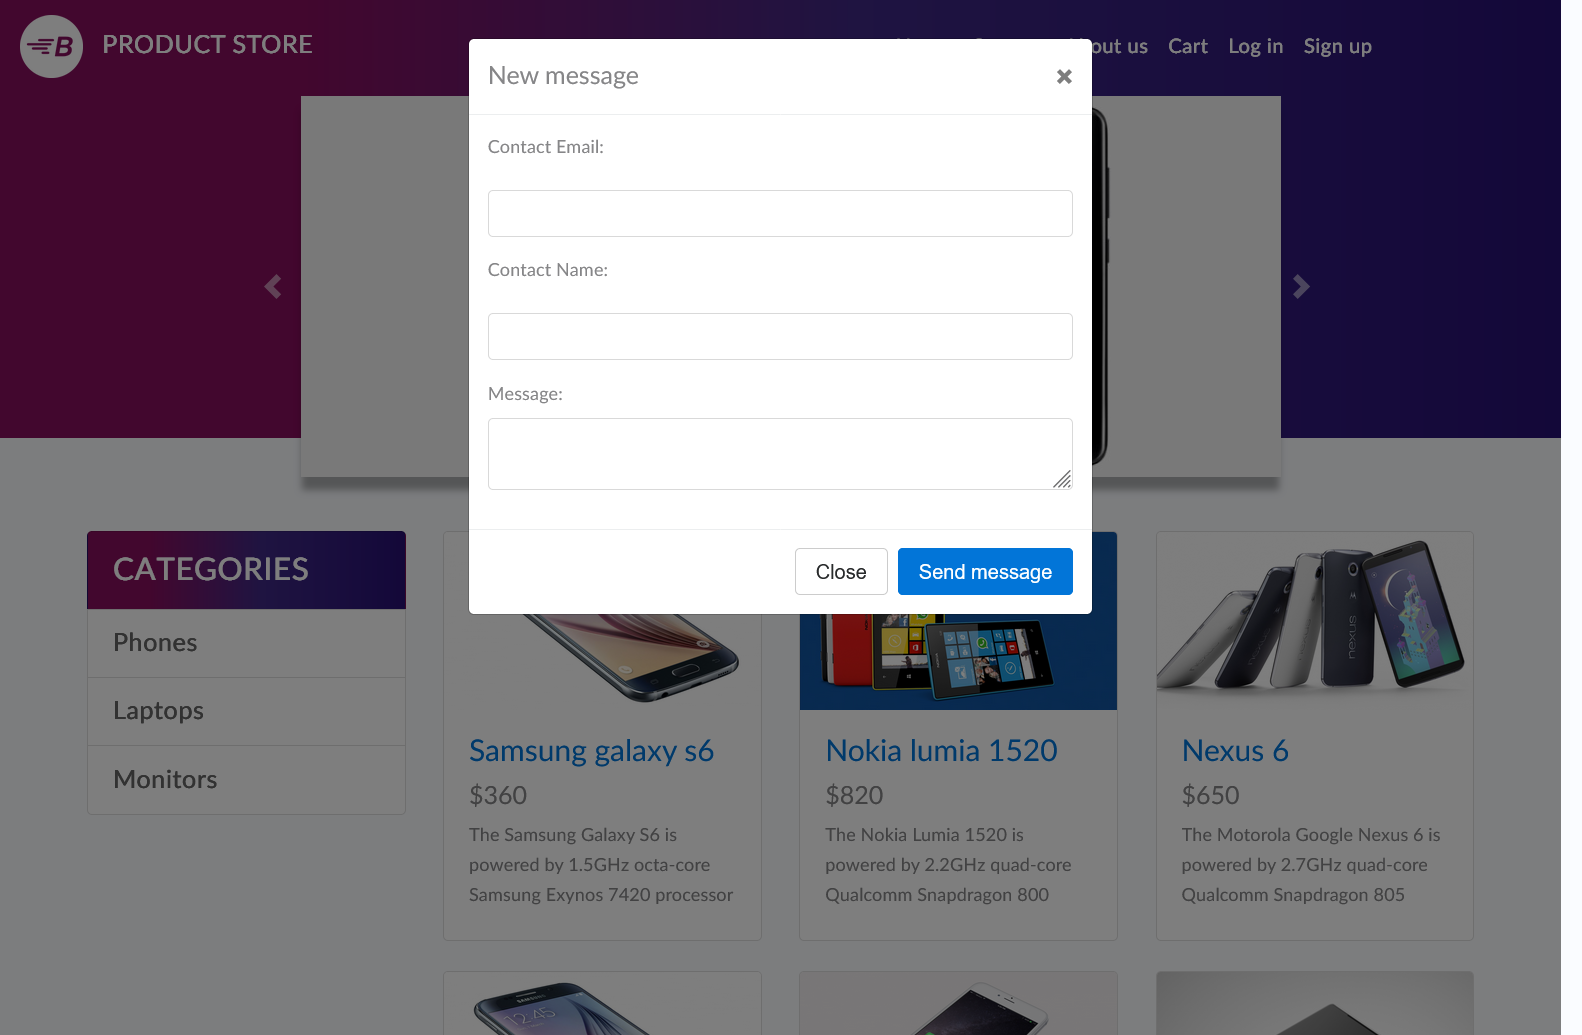 B PRODUCT STORE
out us Cart Log in Sign up
New message
Contact Email:
Contact Name:
Message:
Close Send message
CATEGORIES
Phones
Laptops
Monitors
Samsung galaxy s6
$360
The Samsung Galaxy S6 is
powered by 1.5GHz octa-core
Samsung Exynos 7420 processor
Nokia lumia 1520
$820
The Nokia Lumia 1520 is
powered by 2.2GHz quad-core
Qualcomm Snapdragon 800
nexus
Nexus 6
$650
The Motorola Google Nexus 6 is
powered by 2.7GHz quad-core
Qualcomm Snapdragon 805
SAMSUNG
12:45